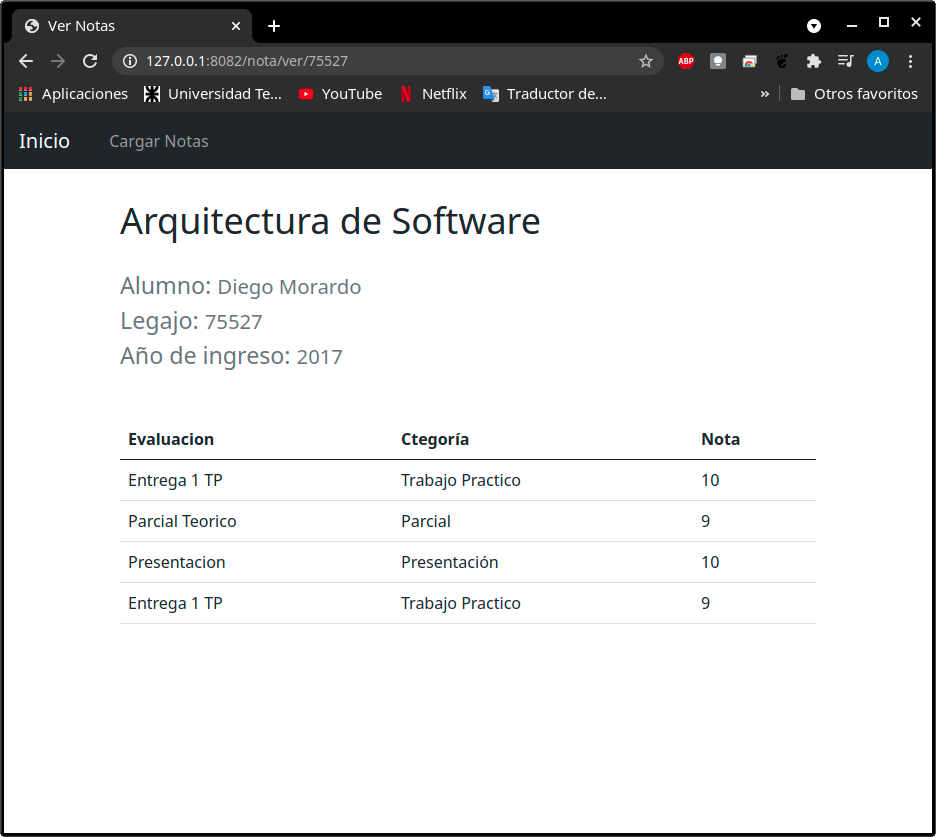 Ver Notas
127.0.0.1:8082/nota/ver/75527
ABP
A
Aplicaciones
Universidad Te...
YouTube
Netflix
Traductor de...
»
Otros favoritos
Inicio Cargar Notas
Arquitectura de Software
Alumno: Diego Morardo
Legajo: 75527
Año de ingreso: 2017
Evaluacion Ctegoría Nota
Entrega 1 TP Trabajo Practico 10
Parcial Teorico Parcial 9
Presentacion Presentación 10
Entrega 1 TP Trabajo Practico 9